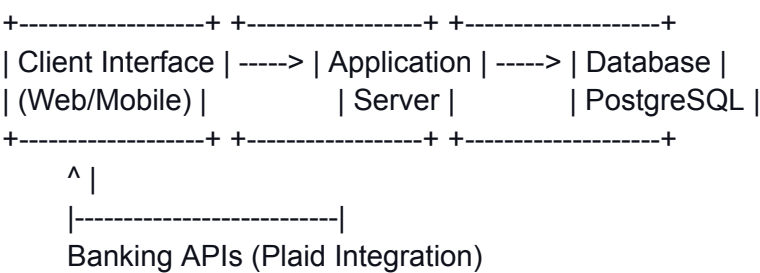 +-------------------+ +------------------+ +--------------------+
| Client Interface | -----> | Application | -----> | Database |
| (Web/Mobile) | | Server | | PostgreSQL |
+-------------------+ +------------------+ +--------------------+
^ |
|---------------------------|
Banking APIs (Plaid Integration)